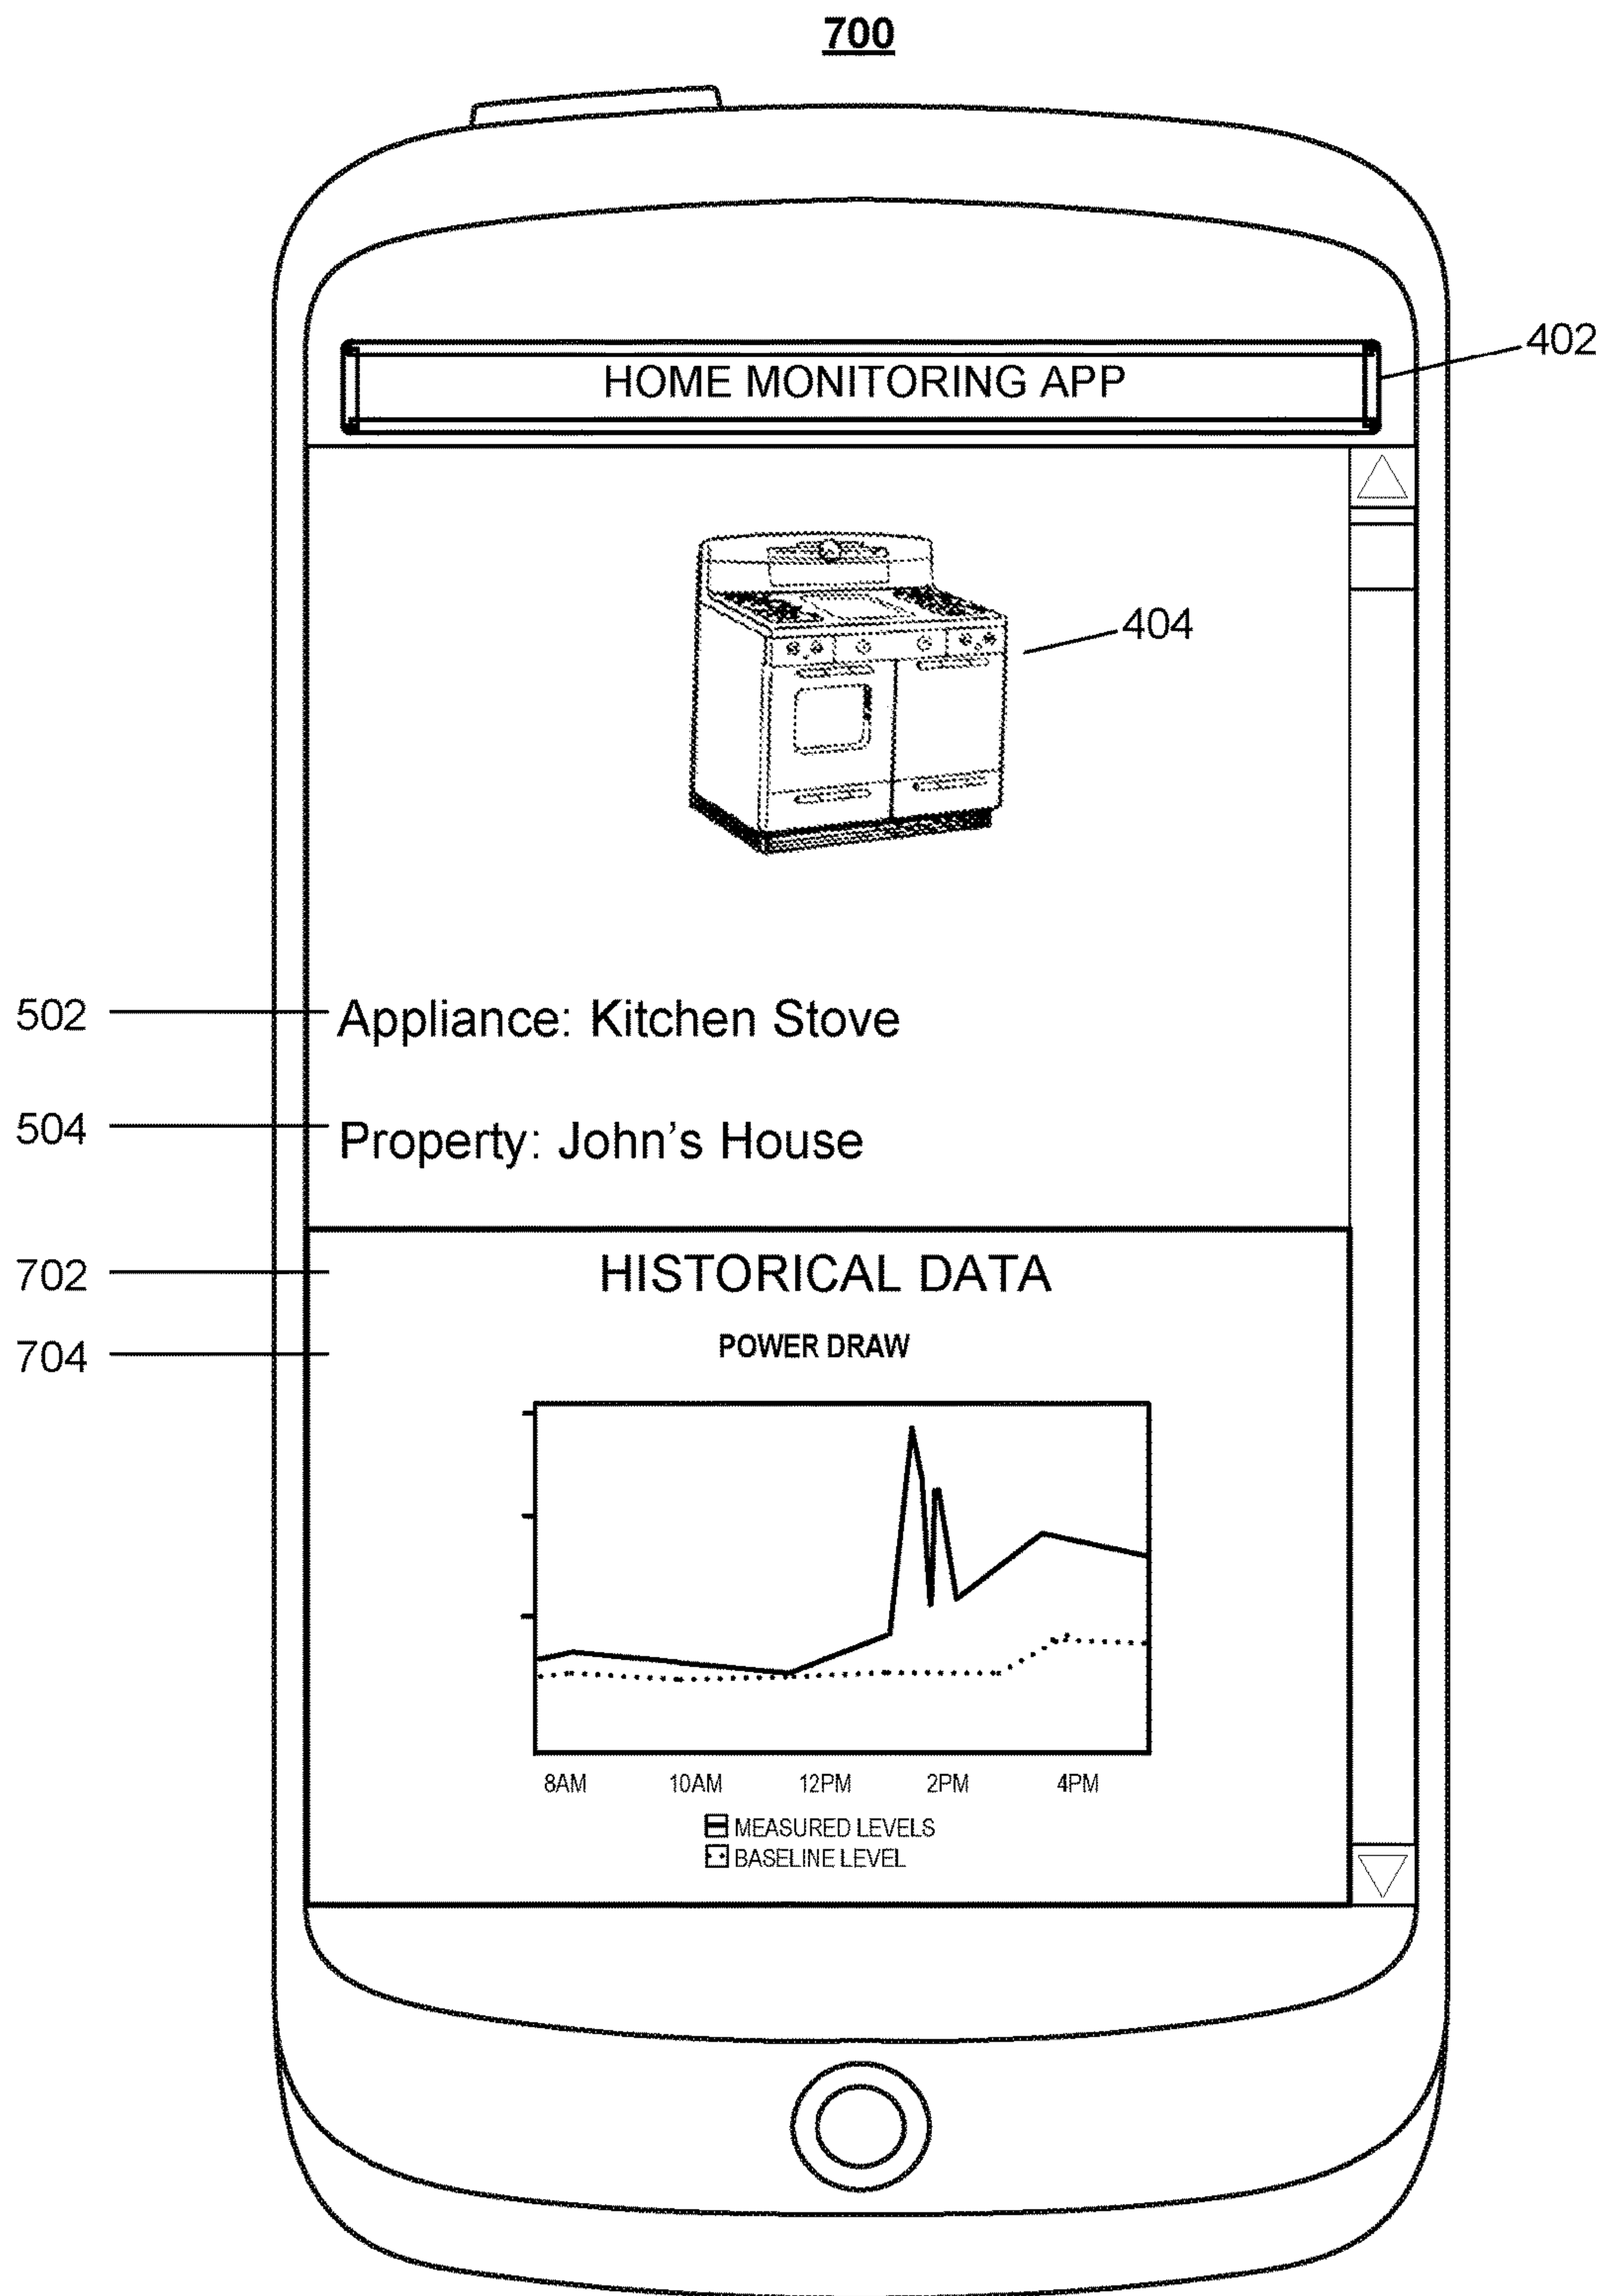 700
HOME MONITORING APP
402
404
502
Appliance: Kitchen Stove
504
Property: John's House
702
HISTORICAL DATA
704
POWER DRAW
8AM 10AM 12PM 2PM 4PM
MEASURED LEVELS
BASELINE LEVEL